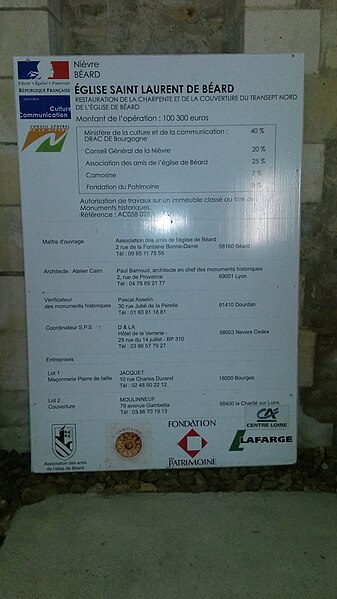 Nièvre
BÉARD
Liberté • Égalité • Fraternité
RÉPUBLIQUE FRANÇAISE
ÉGLISE SAINT LAURENT DE BÉARD
RESTAURATION DE LA CHARPENTE ET DE LA COUVERTURE DU TRANSEPT NORD
DE L'ÉGLISE DE BÉARD
Culture
Communication
Montant de l'opération : 100 300 euros
CONSEIL GÉNÉRAL
Ministère de la culture et de la communication : 40 %
DRAC de Bourgogne
Conseil Général de la Nièvre 20 %
Association des amis de l'église de Béard 25 %
Camosine 7 %
Fondation du Patrimoine 8 %
Autorisation de travaux sur un immeuble classé au titre des
Monuments historiques.
Référence : AC058 025
Maître d'ouvrage Association des amis de l'église de Béard
2 rue de la Fontaine Bonne-Dame 58160 Béard
Tél : 09 65 11 75 55
Architecte : Atelier Cairn Paul Barnoud, architecte en chef des monuments historiques
2, rue de Provence 69001 Lyon
Tél : 04 78 89 21 77
Vérificateur Pascal Asselin
des monuments historiques 30 rue Jubé de la Pérelle 91410 Dourdan
Tél : 01 60 81 18 81
Coordinateur S.P.S D & LA
Hôtel de la Verrerie - 58003 Nevers Cedex
28 rue du 14 juillet - BP 310
Tél : 03 86 57 79 27
Entreprises
Lot 1 JACQUET
Maçonnerie Pierre de taille 10 rue Charles Durand 18000 Bourges
Tél : 02 48 50 22 12
Lot 2 : MOULINNEUF
Couverture 79 avenue Gambetta 58400 la Charité sur Loire
Tél : 03 86 70 19 13
CA
CENTRE LOIRE
FONDATION
DU
PATRIMOINE
CAMOSINE
LAFARGE
Association des amis
de l'église de Béard